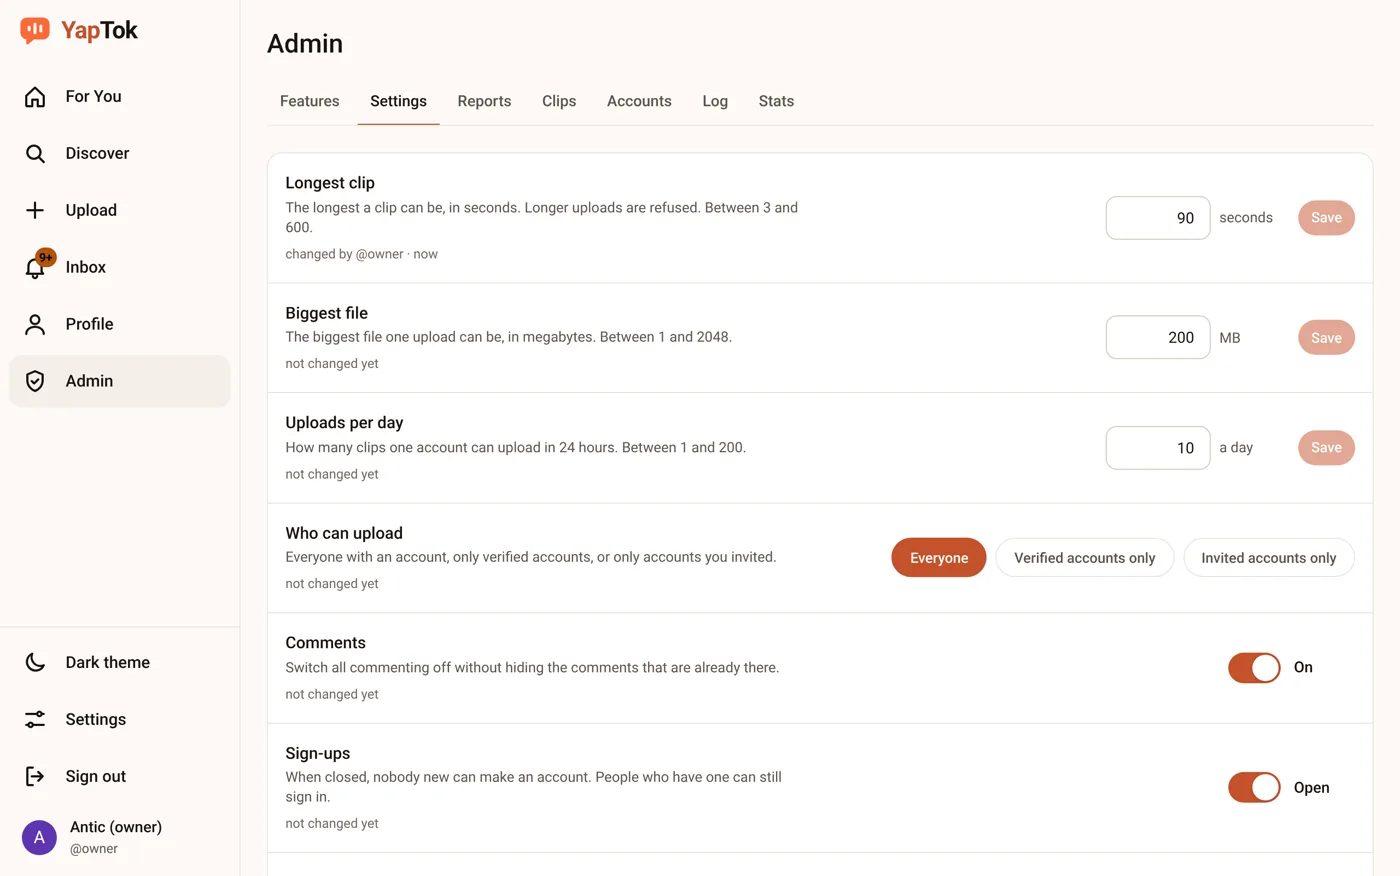 YapTok
For You
Discover
Upload
9+
Inbox
Profile
Admin
Dark theme
Settings
Sign out
A
Antic (owner)
@owner
Admin
Features
Settings
Reports
Clips
Accounts
Log
Stats
Longest clip
The longest a clip can be, in seconds. Longer uploads are refused. Between 3 and
600.
changed by @owner · now
90
seconds
Save
Biggest file
The biggest file one upload can be, in megabytes. Between 1 and 2048.
not changed yet
200
MB
Save
Uploads per day
How many clips one account can upload in 24 hours. Between 1 and 200.
not changed yet
10
a day
Save
Who can upload
Everyone with an account, only verified accounts, or only accounts you invited.
not changed yet
Everyone
Verified accounts only
Invited accounts only
Comments
Switch all commenting off without hiding the comments that are already there.
not changed yet
On
Sign-ups
When closed, nobody new can make an account. People who have one can still
sign in.
not changed yet
Open